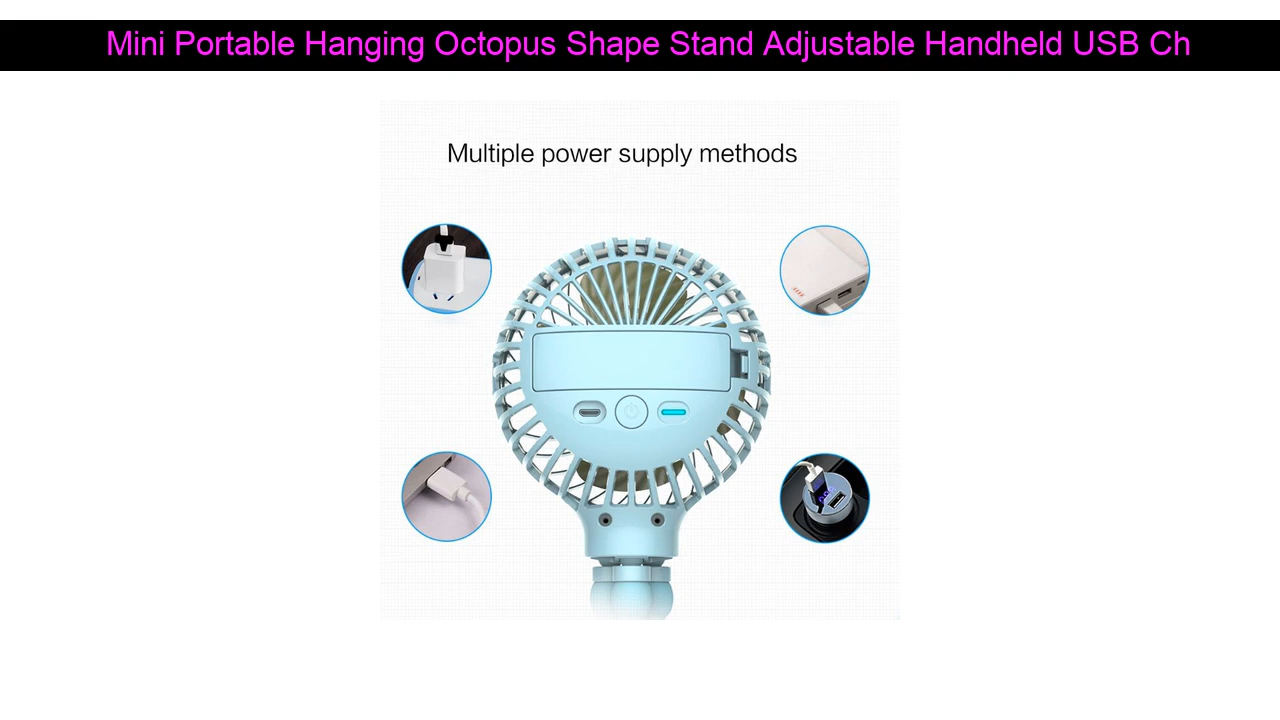 Mini Portable Hanging Octopus Shape Stand Adjustable Handheld USB Ch
Multiple power supply methods